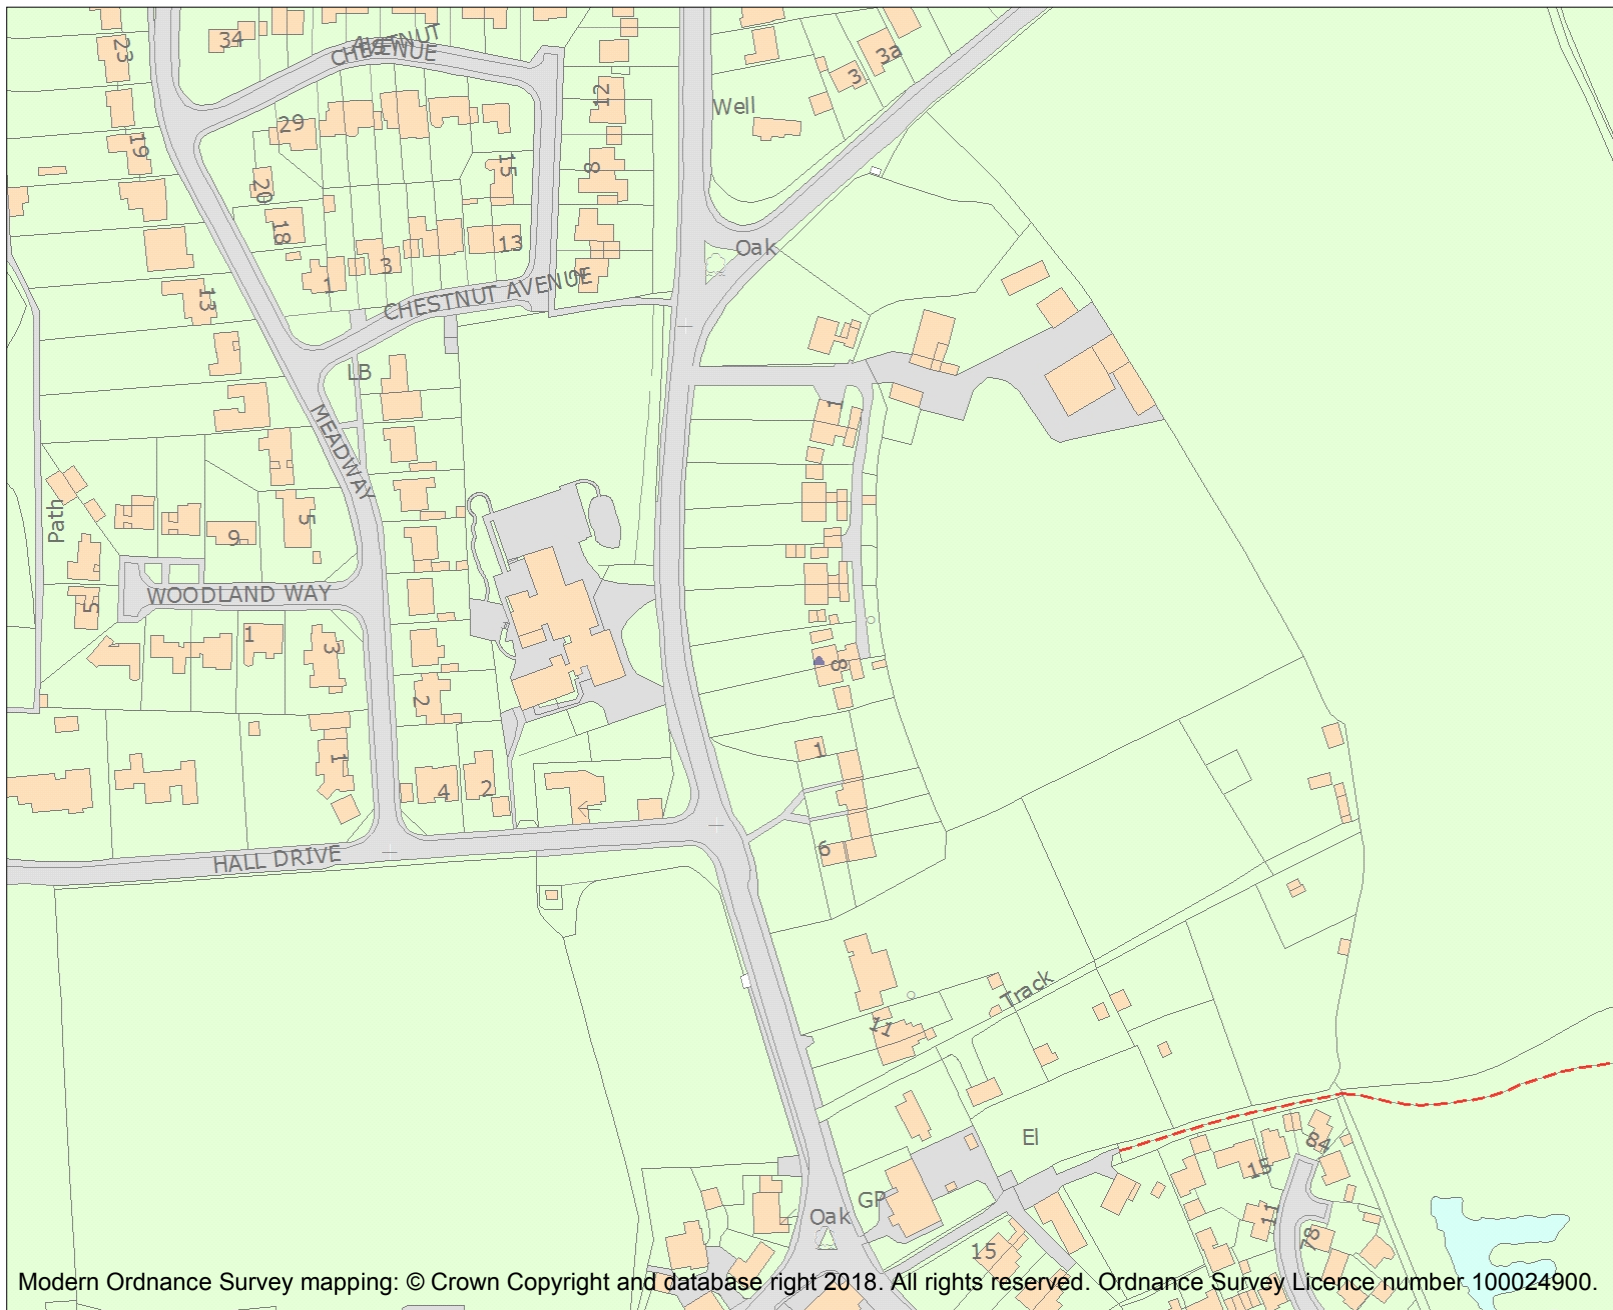 34
CHESTNUT
AVENUE
23
3a
3
12
Well
29
19
15
8
20
18
13
Oak
3
1
2
CHESTNUT AVENUE
13
LB
1
MEADWAY
5
Path
9
WOODLAND WAY
5
1
3
8
2
1
1
4
2
6
HALL DRIVE
Track
11
El
84
15
GP
Oak
11
78
15
Modern Ordnance Survey mapping: © Crown Copyright and database right 2018. All rights reserved. Ordnance Survey Licence number 100024900.